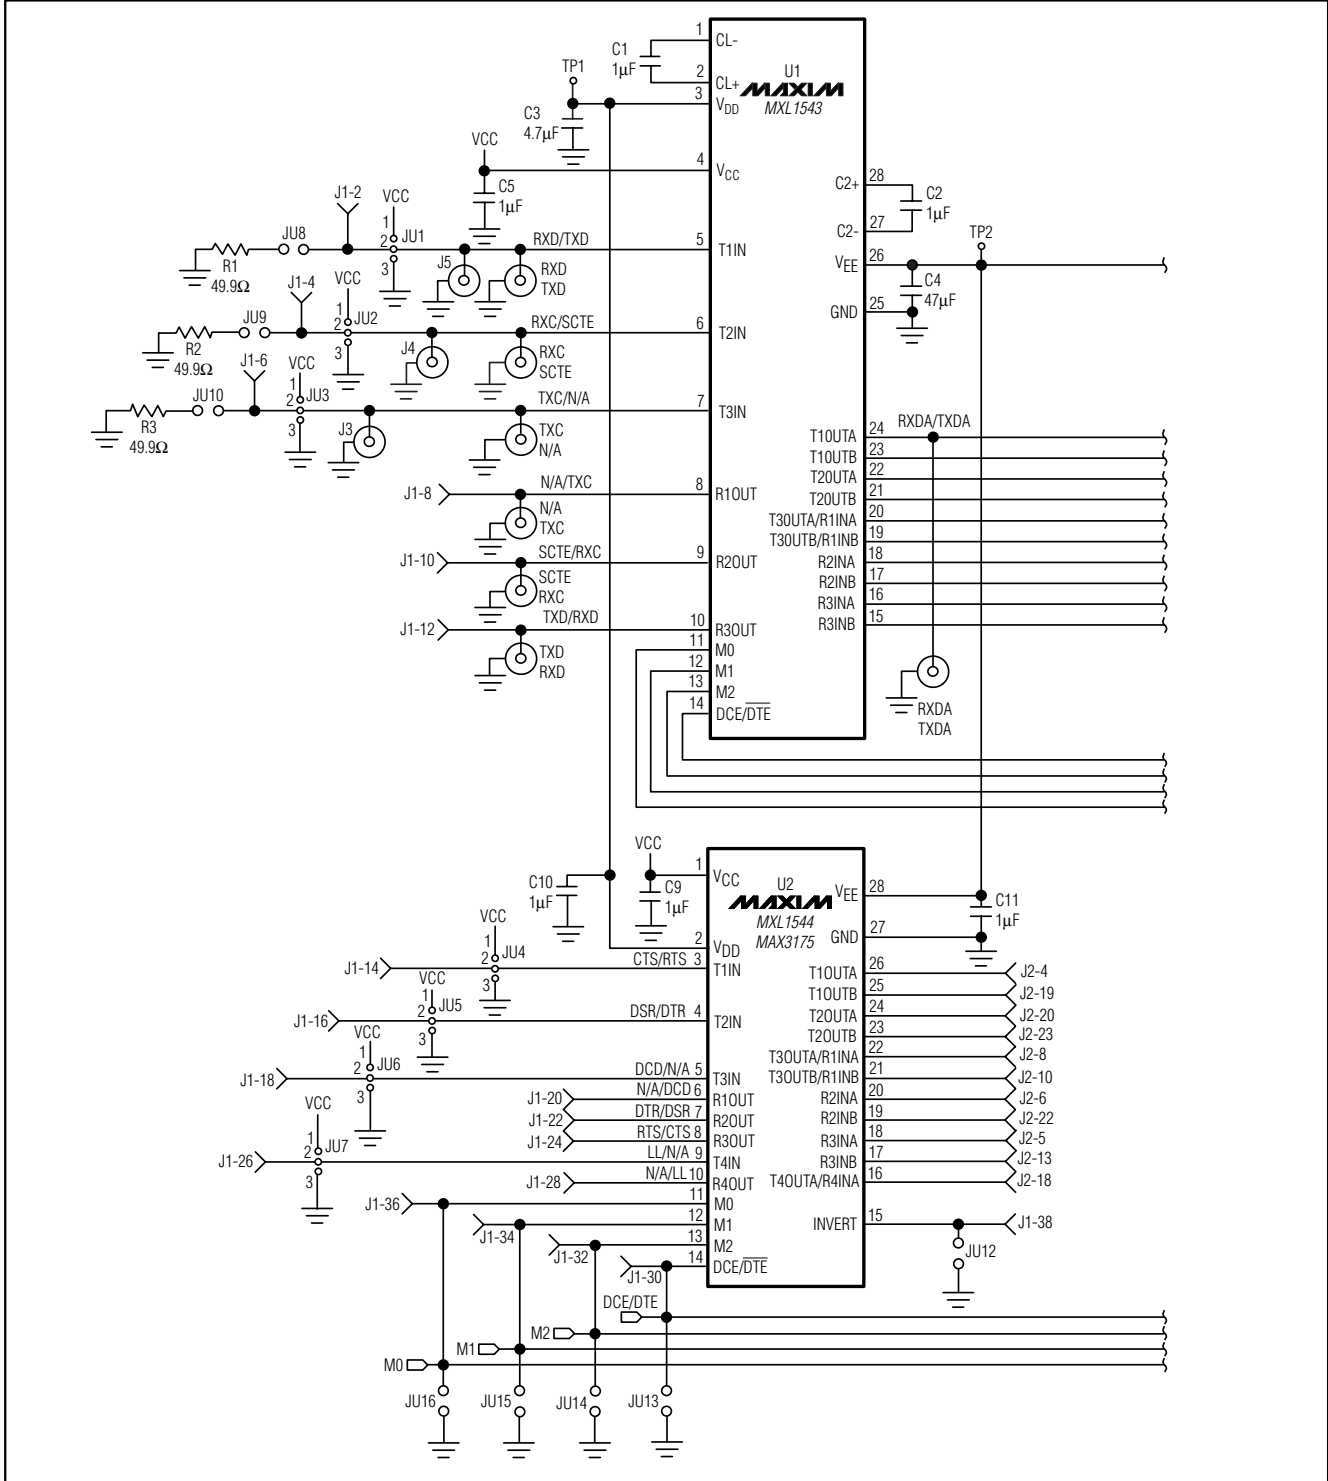 1
CL-
C1
1µF
U1
TP1
2
CL+
MAXIM
3
VDD
MXL1543
C3
4.7µF
VCC
4
VCC
28
C2+
C5
1µF
C2
1µF
J1-2
VCC
27
C2-
1
JU8
2
JU1
RXD/TXD
5
T1IN
TP2
26
VEE
3
J5
RXD
TXD
R1
49.9Ω
J1-4
VCC
C4
47µF
25
GND
1
JU9
2
JU2
RXC/SCTE
6
T2IN
3
J4
RXC
SCTE
R2
49.9Ω
J1-6
VCC
1
JU10
2
JU3
TXC/N/A
7
T3IN
3
J3
TXC
N/A
R3
49.9Ω
RXDA/TXDA
T1OUTA
24
T1OUTB
23
T2OUTA
22
T2OUTB
21
T3OUTA/R1INA
20
T3OUTB/R1INB
19
R2INA
18
R2INB
17
R3INA
16
R3INB
15
J1-8
N/A/TXC
8
R1OUT
N/A
TXC
J1-10
SCTE/RXC
9
R2OUT
SCTE
RXC
J1-12
TXD/RXD
10
R3OUT
TXD
RXD
11
M0
12
M1
13
M2
14
DCE/DTE
RXDA
TXDA
VCC
1
VCC
U2
MAXIM
MXL1544
MAX3175
VEE
28
C10
1µF
C9
1µF
C11
1µF
GND
27
2
VDD
VCC
1
2
JU4
3
J1-14
CTS/RTS
3
T1IN
VCC
1
2
JU5
3
J1-16
DSR/DTR
4
T2IN
VCC
1
2
JU6
3
J1-18
DCD/N/A
5
T3IN
J1-20
N/A/DCD
6
R1OUT
J1-22
DTR/DSR
7
R2OUT
J1-24
RTS/CTS
8
R3OUT
VCC
1
2
JU7
3
J1-26
LL/N/A
9
T4IN
J1-28
N/A/LL
10
R4OUT
J1-36
11
M0
J1-34
12
M1
J1-32
13
M2
J1-30
14
DCE/DTE
T1OUTA
26
J2-4
T1OUTB
25
J2-19
T2OUTA
24
J2-20
T2OUTB
23
J2-23
T3OUTA/R1INA
22
J2-8
T3OUTB/R1INB
21
J2-10
R2INA
20
J2-6
R2INB
19
J2-22
R3INA
18
J2-5
R3INB
17
J2-13
T4OUTA/R4INA
16
J2-18
INVERT
15
J1-38
JU12
DCE/DTE
M2
M1
M0
JU16
JU15
JU14
JU13